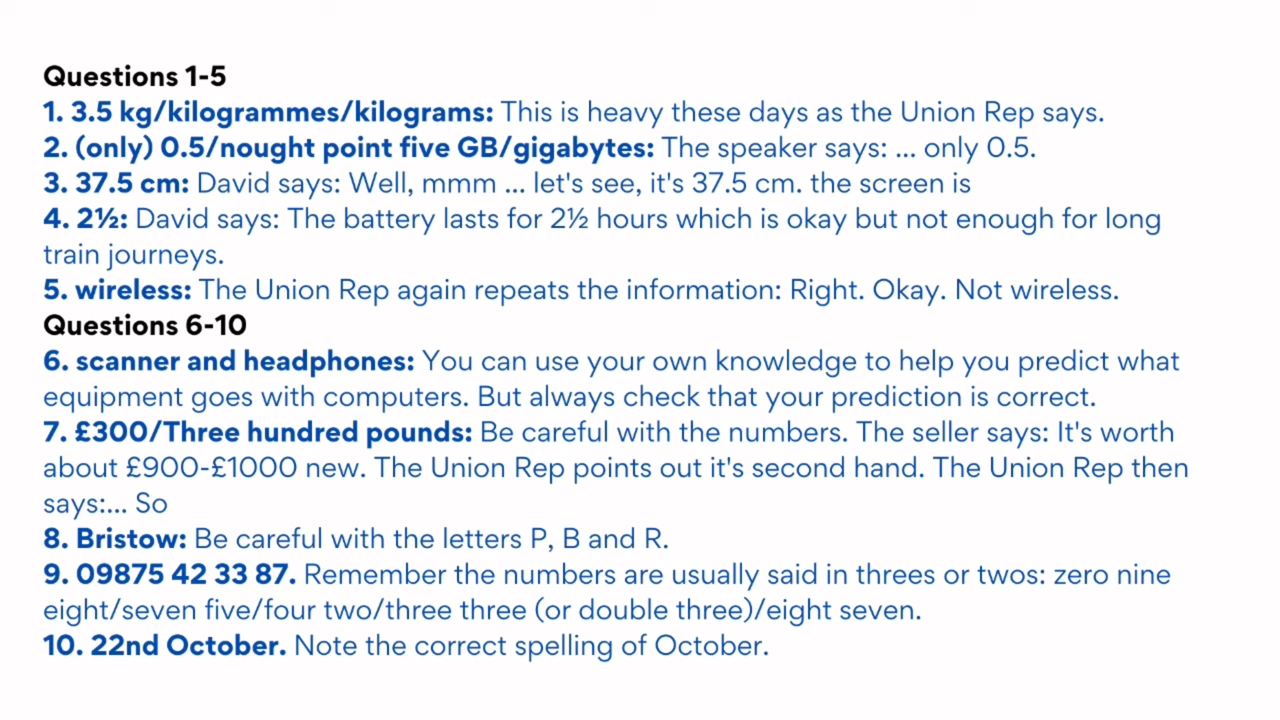 Questions 1-5
1. 3.5 kg/kilogrammes/kilograms: This is heavy these days as the Union Rep says.
2. (only) 0.5/nought point five GB/gigabytes: The speaker says: ... only 0.5.
3. 37.5 cm: David says: Well, mmm ... let's see, it's 37.5 cm. the screen is
4. 2½: David says: The battery lasts for 2½ hours which is okay but not enough for long
train journeys.
5. wireless: The Union Rep again repeats the information: Right. Okay. Not wireless.
Questions 6-10
6. scanner and headphones: You can use your own knowledge to help you predict what
equipment goes with computers. But always check that your prediction is correct.
7. £300/Three hundred pounds: Be careful with the numbers. The seller says: It's worth
about £900-£1000 new. The Union Rep points out it's second hand. The Union Rep then
says:... So
8. Bristow: Be careful with the letters P, B and R.
9. 09875 42 33 87. Remember the numbers are usually said in threes or twos: zero nine
eight/seven five/four two/three three (or double three)/eight seven.
10. 22nd October. Note the correct spelling of October.